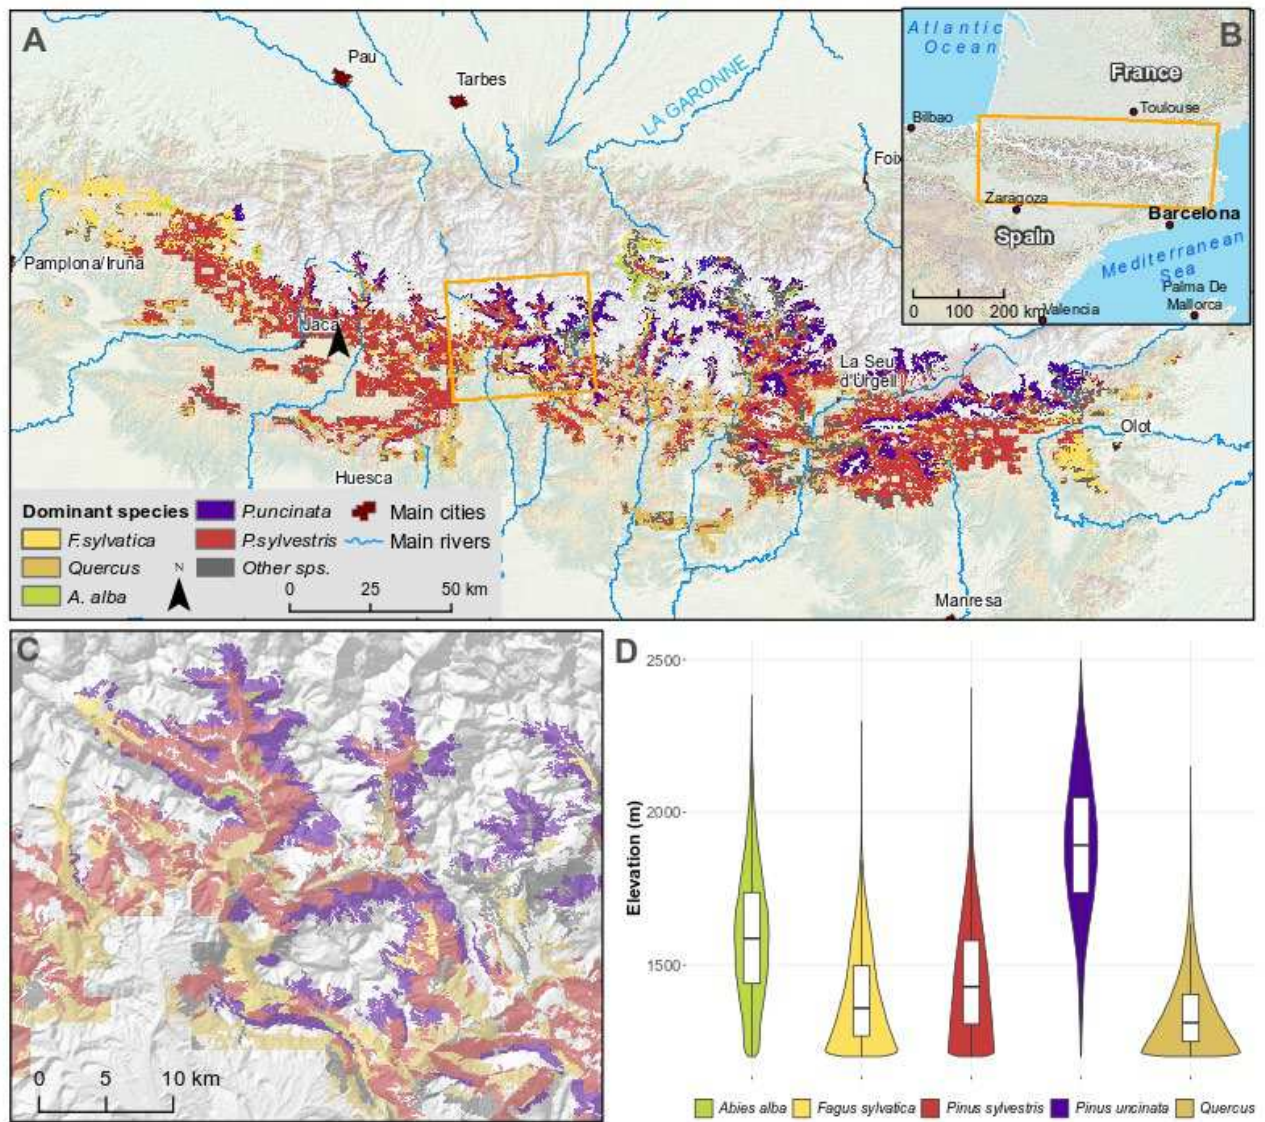 A
Pau
Tarbes
LA GARONNE
Foix
Pamplona/Iruña
Jaca
La Seu
d'Urgell
Olot
Huesca
Manresa
Dominant species
F.sylvatica
Quercus
A. alba
P.uncinata
P.sylvestris
Other sps.
Main cities
Main rivers
N
0 25 50 km
B
Atlantic
Ocean
France
Toulouse
Bilbao
Zaragoza
Barcelona
Spain
Mediterranean
Sea
Palma De
Mallorca
Valencia
0 100 200 km
C
0 5 10 km
D
Elevation (m)
2500
2000
1500
Abies alba
Fagus sylvatica
Pinus sylvestris
Pinus uncinata
Quercus